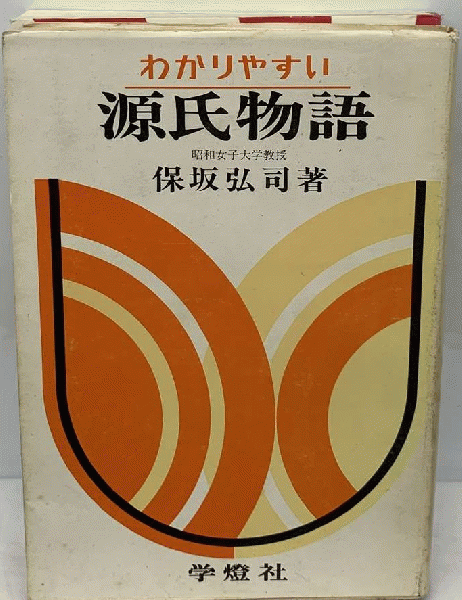 わかりやすい
源氏物語
昭和女子大学教授
保坂弘司著
学燈社